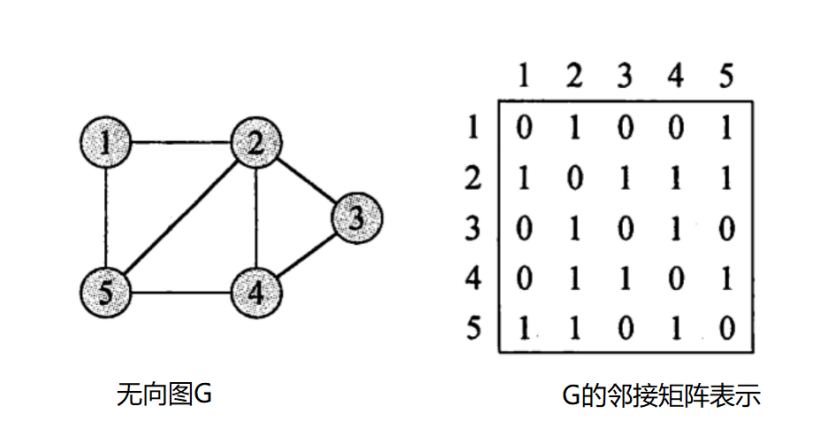 1 2 3 4 5
1 0 1 0 0 1
1 2
2 1 0 1 1 1
3
3 0 1 0 1 0
4 0 1 1 0 1
5 4
5 1 1 0 1 0
无向图G
G的邻接矩阵表示